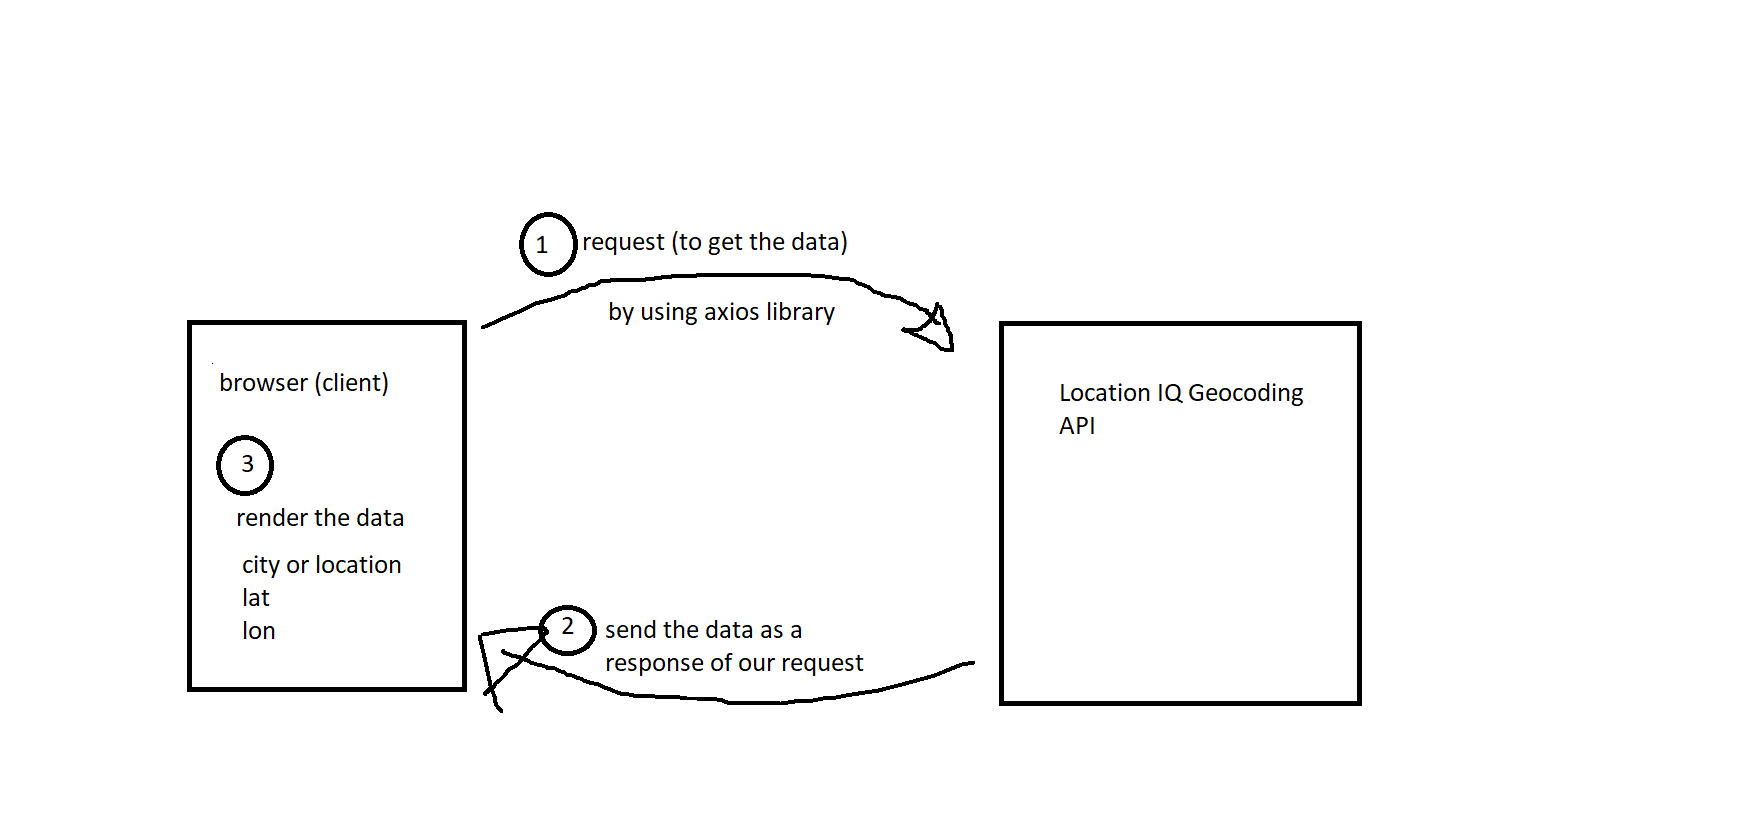 1
request (to get the data)
by using axios library
browser (client)
3
render the data
city or location
lat
lon
Location IQ Geocoding
API
2
send the data as a
response of our request